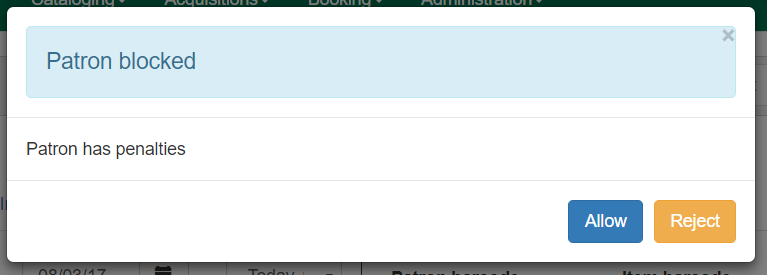 Cataloging Acquisitions Booking Administration
×
Patron blocked
Patron has penalties
Allow Reject
08/03/17 Today
Patron barcode Item barcode